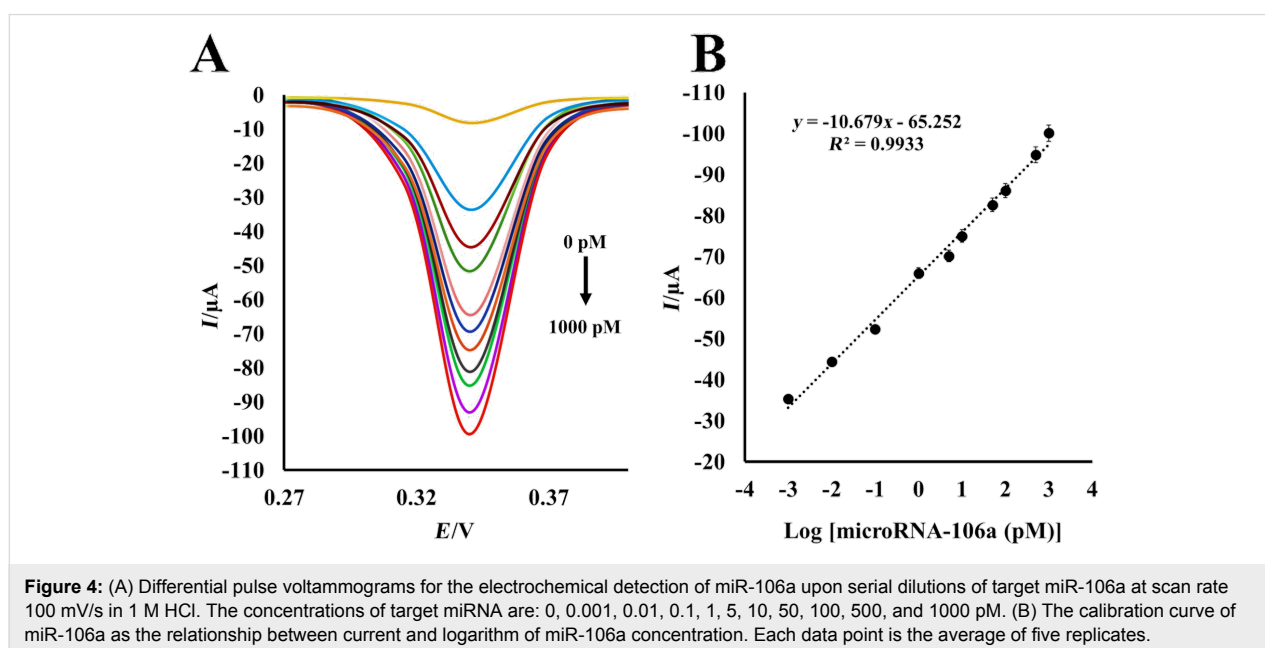 A
B
0
-10
-20
-30
-40
-50
-60
-70
-80
-90
-100
-110
I/µA
0.27
0.32
0.37
E/V
0 pM
1000 pM
-110
-100
-90
-80
-70
-60
-50
-40
-30
-20
I/µA
y = -10.679x - 65.252
R² = 0.9933
-4
-3
-2
-1
0
1
2
3
4
Log [microRNA-106a (pM)]
Figure 4: (A) Differential pulse voltammograms for the electrochemical detection of miR-106a upon serial dilutions of target miR-106a at scan rate
100 mV/s in 1 M HCl. The concentrations of target miRNA are: 0, 0.001, 0.01, 0.1, 1, 5, 10, 50, 100, 500, and 1000 pM. (B) The calibration curve of
miR-106a as the relationship between current and logarithm of miR-106a concentration. Each data point is the average of five replicates.